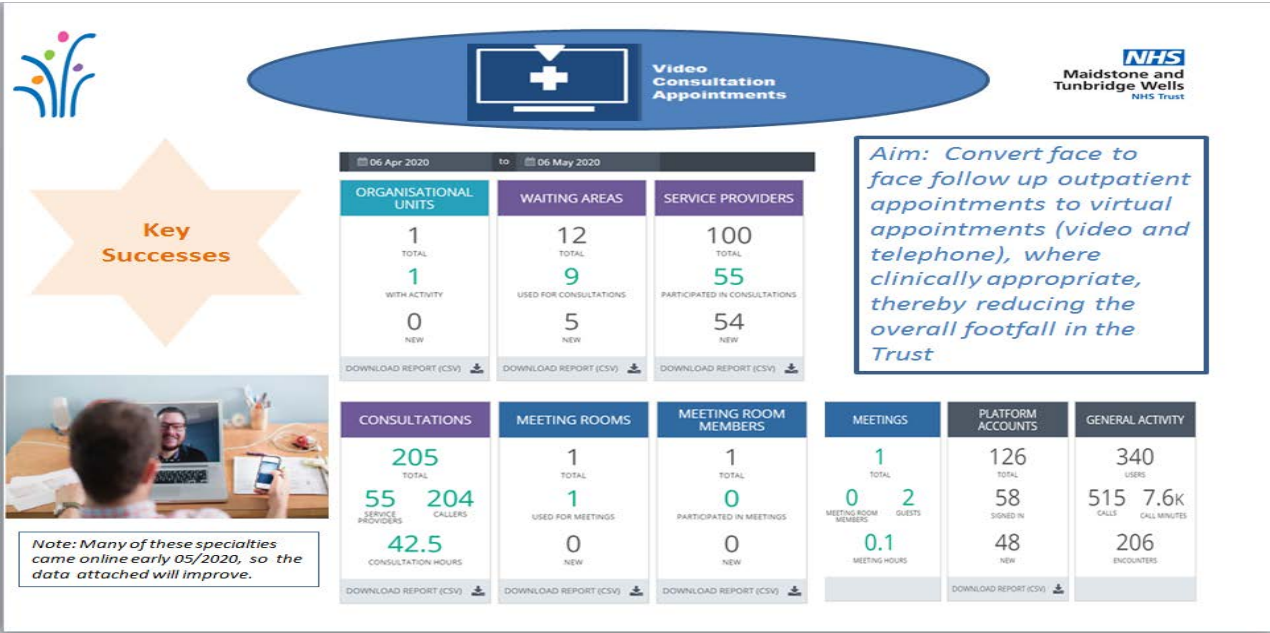 Video
Consultation
Appointments
NHS
Maidstone and
Tunbridge Wells
NHS Trust
Key
Successes
06 Apr 2020 to 06 May 2020
Aim: Convert face to
face follow up outpatient
appointments to virtual
appointments (video and
telephone), where
clinically appropriate,
thereby reducing the
overall footfall in the
Trust
ORGANISATIONAL
UNITS
1
TOTAL
1
WITH ACTIVITY
0
NEW
DOWNLOAD REPORT (CSV)
WAITING AREAS
12
TOTAL
9
USED FOR CONSULTATIONS
5
NEW
DOWNLOAD REPORT (CSV)
SERVICE PROVIDERS
100
TOTAL
55
PARTICIPATED IN CONSULTATIONS
54
NEW
DOWNLOAD REPORT (CSV)
CONSULTATIONS
205
TOTAL
55 204
SERVICE
PROVIDERS
CALLERS
42.5
CONSULTATION HOURS
DOWNLOAD REPORT (CSV)
MEETING ROOMS
1
TOTAL
1
USED FOR MEETINGS
0
NEW
DOWNLOAD REPORT (CSV)
MEETING ROOM
MEMBERS
1
TOTAL
0
PARTICIPATED IN MEETINGS
0
NEW
DOWNLOAD REPORT (CSV)
MEETINGS
1
TOTAL
0 2
MEETING ROOM
MEMBERS
GUESTS
0.1
MEETING HOURS
PLATFORM
ACCOUNTS
126
TOTAL
58
SIGNED IN
48
NEW
DOWNLOAD REPORT (CSV)
GENERAL ACTIVITY
340
USERS
515 7.6K
CALLS CALL MINUTES
206
ENCOUNTERS
Note: Many of these specialties
came online early 05/2020, so the
data attached will improve.